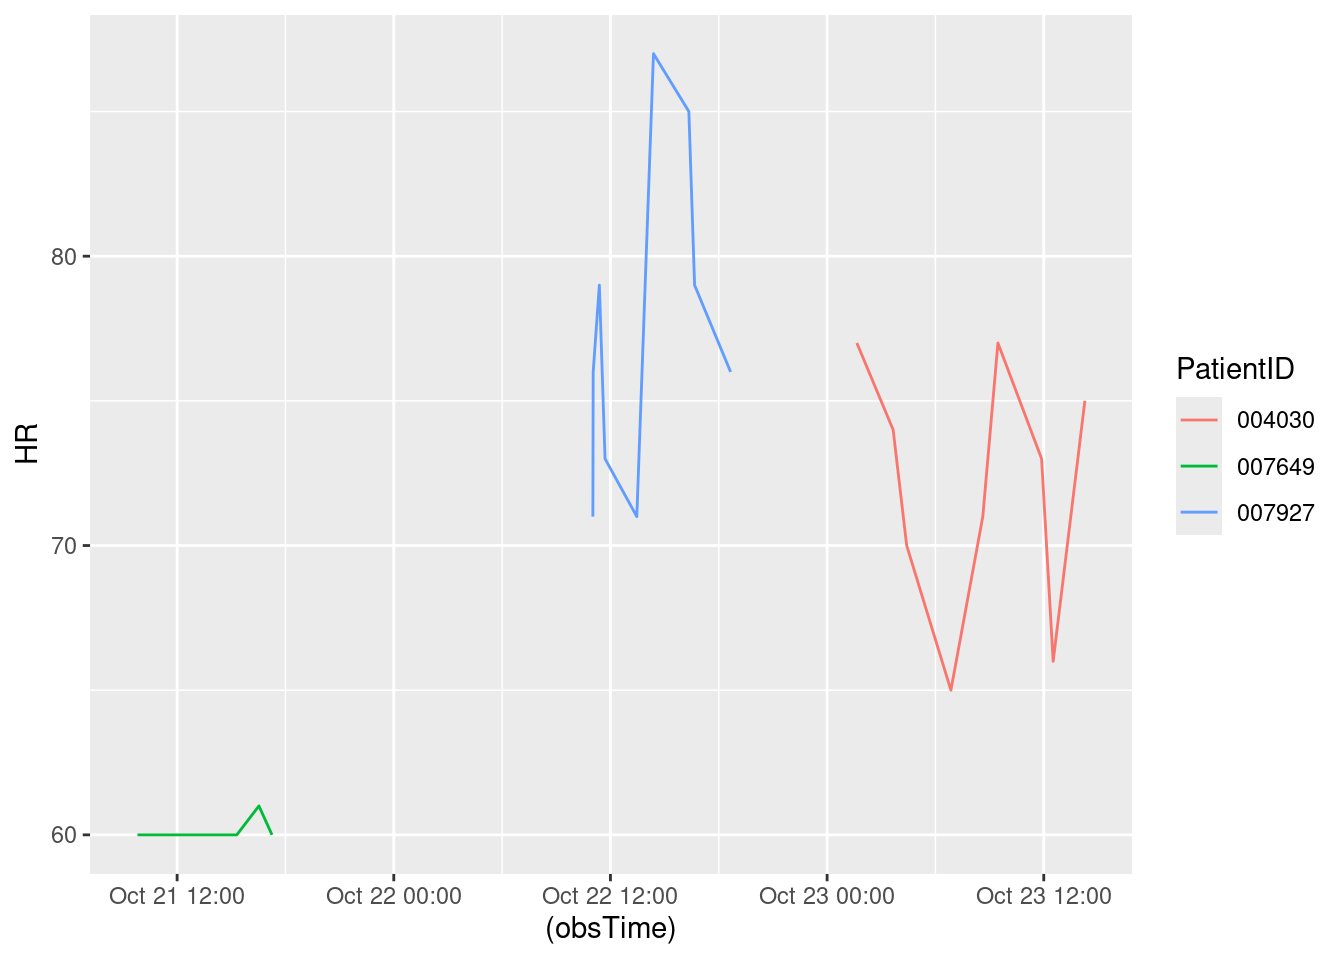 HR
80
70
60
Oct 21 12:00
Oct 22 00:00
Oct 22 12:00
Oct 23 00:00
Oct 23 12:00
(obsTime)
PatientID
004030
007649
007927